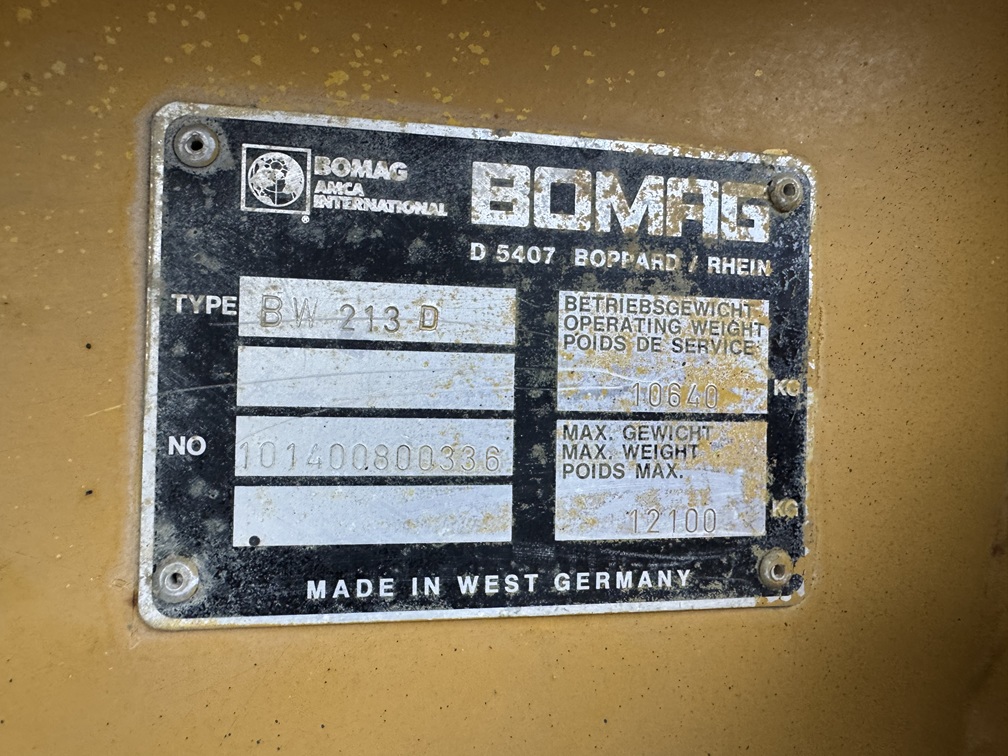 BOMAG
AMCA
INTERNATIONAL
®
BOMAG
D 5407 BOPPARD / RHEIN
TYPE BW 213 D
NO 101400800336
BETRIEBSGEWICHT
OPERATING WEIGHT
POIDS DE SERVICE
10640 KG
MAX. GEWICHT
MAX. WEIGHT
POIDS MAX.
12100 KG
MADE IN WEST GERMANY